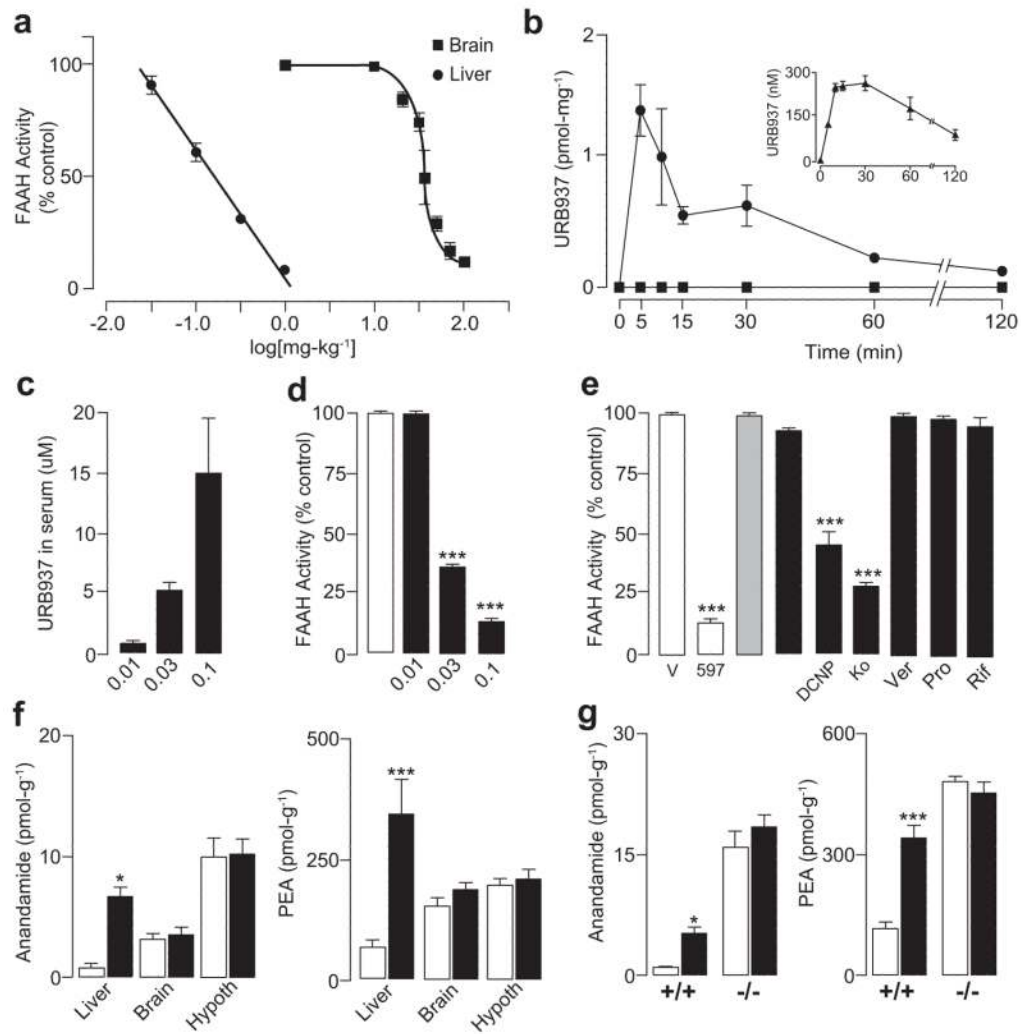 a
FAAH Activity
(% control)
100
50
0
■ Brain
● Liver
-2.0 -1.0 0.0 1.0 2.0
log[mg-kg⁻¹]
b
URB937 (pmol-mg⁻¹)
2
1
0
0 5 15 30 60 120
Time (min)
URB937 (nM)
300
150
0
0 30 60 120
c
URB937 in serum (uM)
20
15
10
5
0
0.01 0.03 0.1
d
FAAH Activity (% control)
100
75
50
25
0
***
***
0.01 0.03 0.1
e
FAAH Activity (% control)
100
75
50
25
0
***
***
***
V 597 DCNP Ko Ver Pro Rif
f
Anandamide (pmol-g⁻¹)
20
10
0
*
Liver Brain Hypoth
PEA (pmol-g⁻¹)
500
250
0
***
Liver Brain Hypoth
g
Anandamide (pmol-g⁻¹)
30
15
0
*
+/+ -/-
PEA (pmol-g⁻¹)
600
300
0
***
+/+ -/-